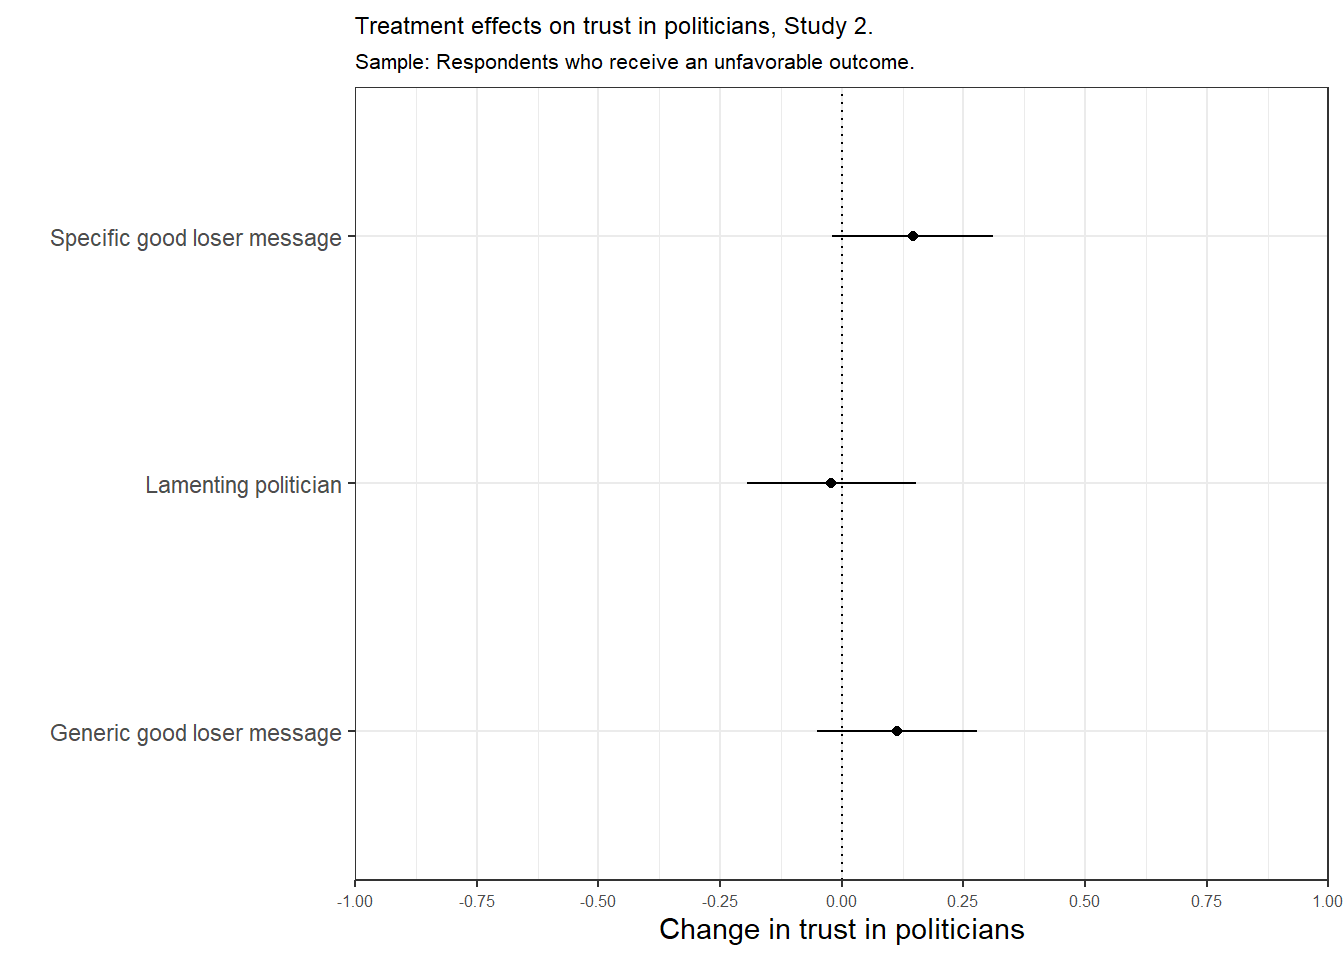 Treatment effects on trust in politicians, Study 2.
Sample: Respondents who receive an unfavorable outcome.
Specific good loser message
Lamenting politician
Generic good loser message
-1.00 -0.75 -0.50 -0.25 0.00 0.25 0.50 0.75 1.00
Change in trust in politicians